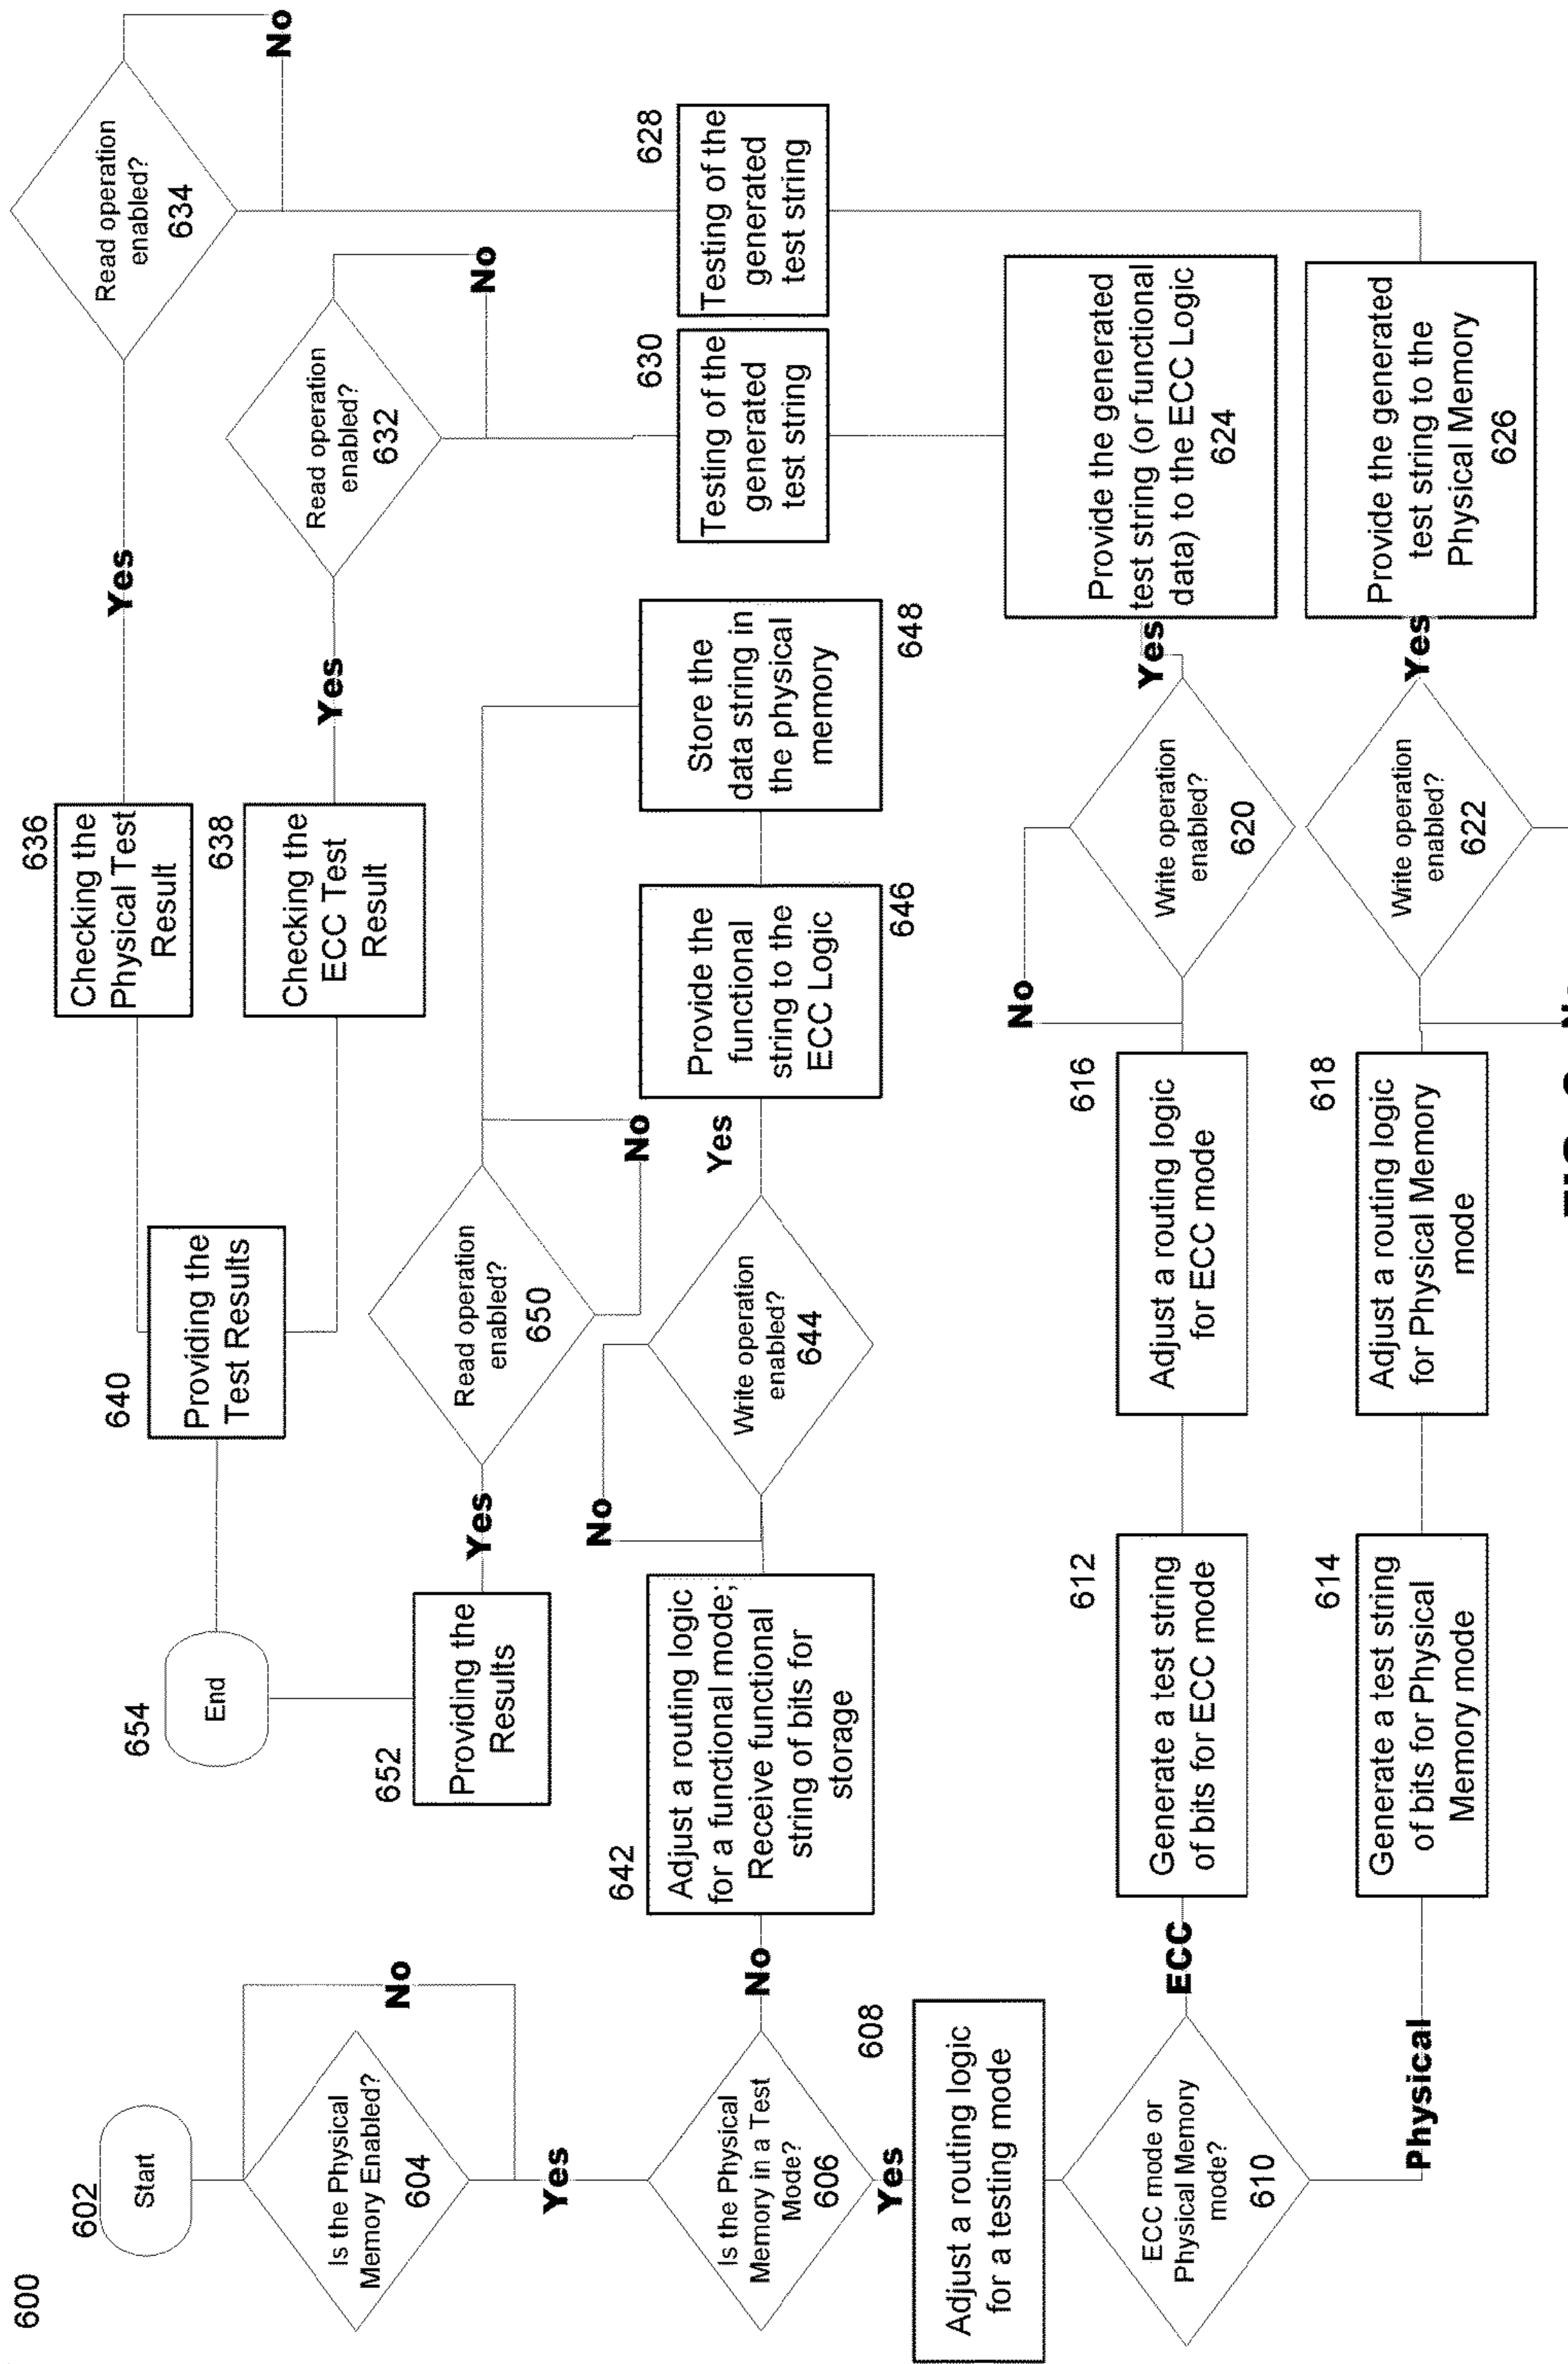 600
602
Start
Is the Physical
Memory Enabled?
604
No
Yes
Is the Physical
Memory in a Test
Mode?
606
No
Yes
608
Adjust a routing logic
for a testing mode
ECC mode or
Physical Memory
mode?
610
ECC
Physical
612
Generate a test string
of bits for ECC mode
614
Generate a test string
of bits for Physical
Memory mode
616
Adjust a routing logic
for ECC mode
618
Adjust a routing logic
for Physical Memory
mode
No
Write operation
enabled?
620
Yes
Write operation
enabled?
622
Yes
Provide the generated
test string (or functional
data) to the ECC Logic
624
Provide the generated
test string to the
Physical Memory
626
628
Testing of the
generated
test string
630
Testing of the
generated
test string
Read operation
enabled?
632
No
Yes
Read operation
enabled?
634
No
Yes
636
Checking the
Physical Test
Result
638
Checking the
ECC Test
Result
640
Providing the
Test Results
642
Adjust a routing logic
for a functional mode;
Receive functional
string of bits for
storage
No
Write operation
enabled?
644
Yes
Provide the
functional
string to the
ECC Logic
646
Store the
data string in
the physical
memory
648
Read operation
enabled?
650
No
Yes
652
Providing the
Results
654
End